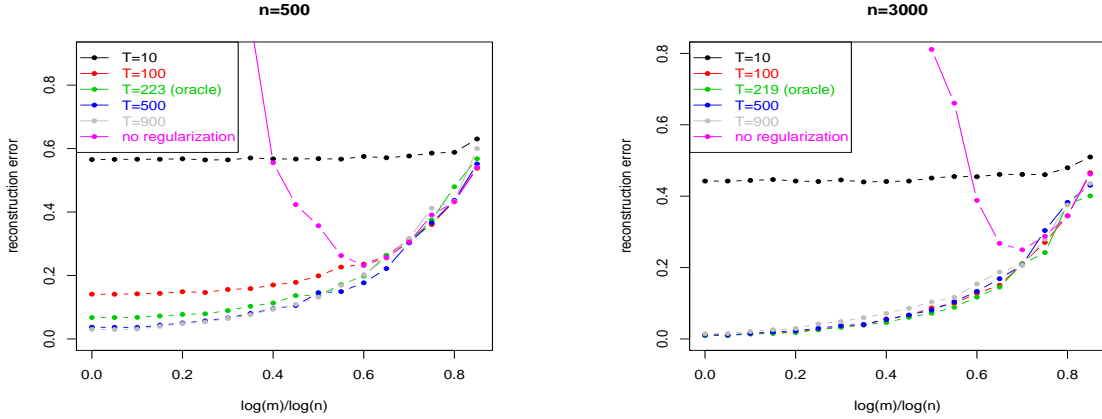 n=500
T=10
T=100
T=223 (oracle)
T=500
T=900
no regularization
reconstruction error
0.0
0.2
0.4
0.6
0.8
0.0
0.2
0.4
0.6
0.8
log(m)/log(n)
n=3000
T=10
T=100
T=219 (oracle)
T=500
T=900
no regularization
reconstruction error
0.0
0.2
0.4
0.6
0.8
0.0
0.2
0.4
0.6
0.8
log(m)/log(n)